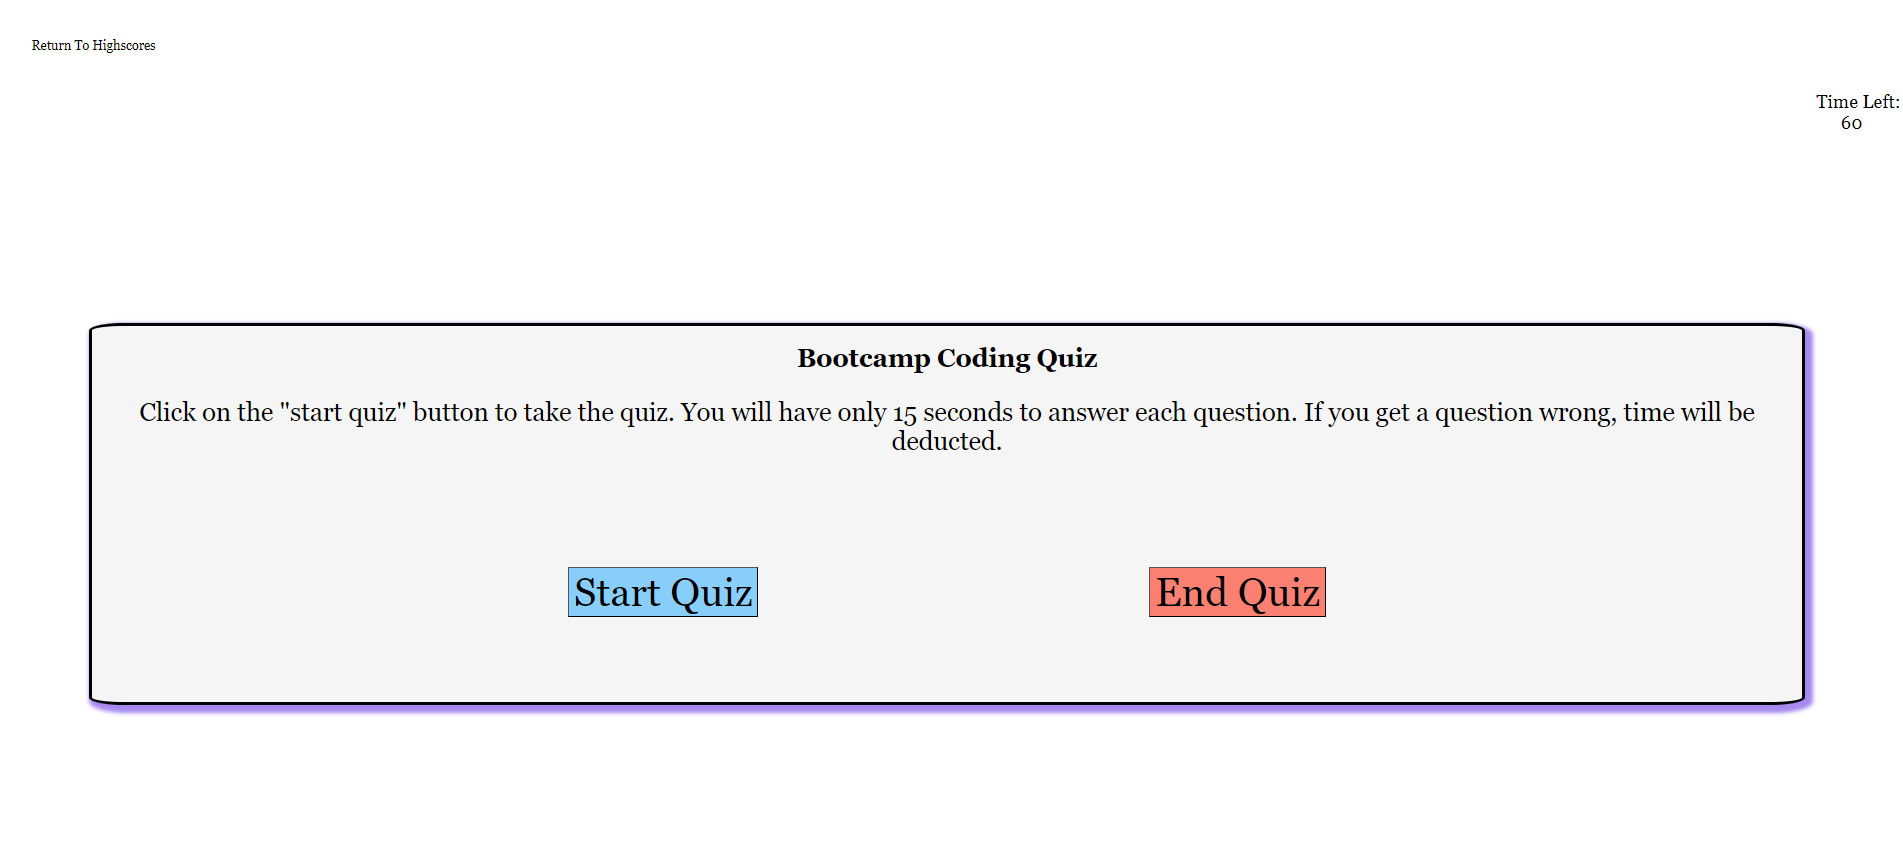 Return To Highscores
Time Left:
60
Bootcamp Coding Quiz
Click on the "start quiz" button to take the quiz. You will have only 15 seconds to answer each question. If you get a question wrong, time will be
deducted.
Start Quiz
End Quiz